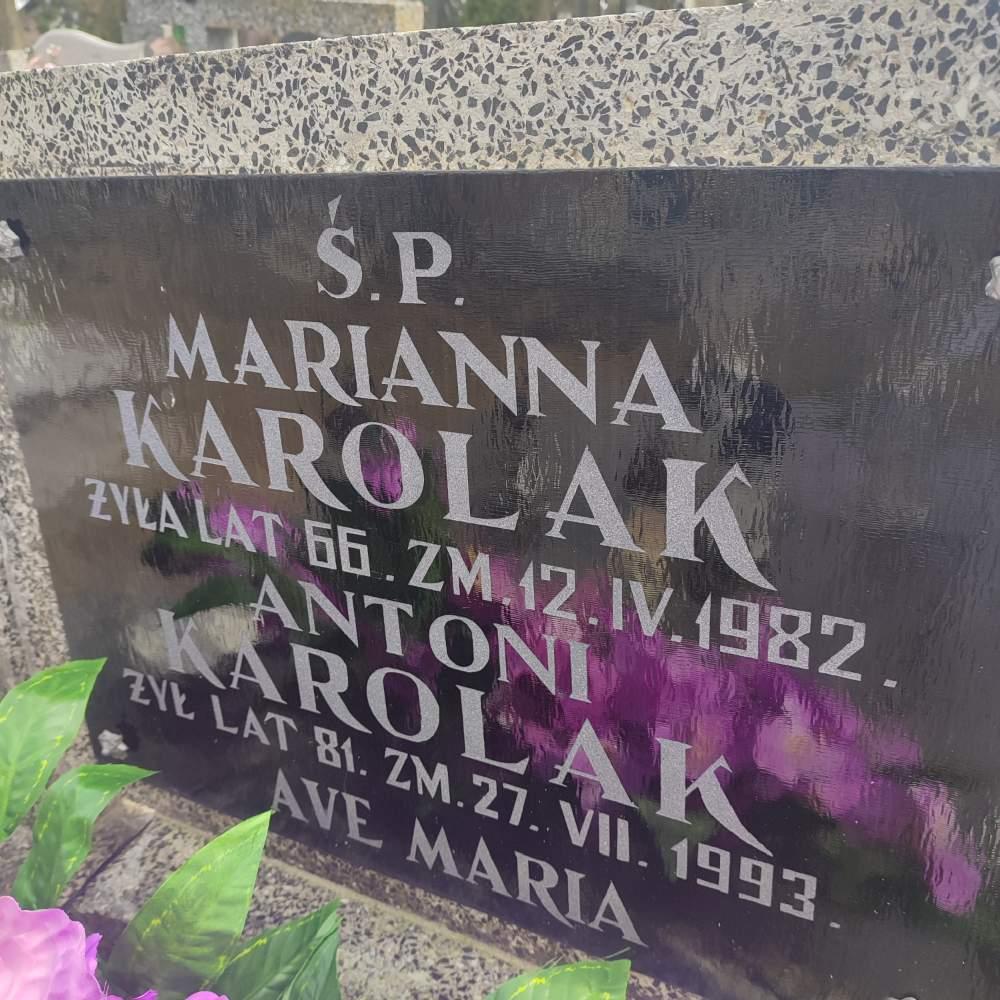 Ś.P.
MARIANNA
KAROLAK
ŻYŁA LAT 66. ZM. 12. IV. 1982.
ANTONI
KAROLAK
ŻYŁ LAT 81. ZM. 27. VII. 1993.
AVE MARIA